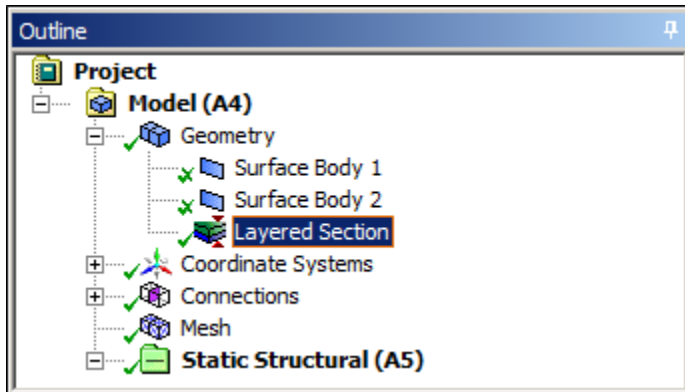 Outline
Project
Model (A4)
Geometry
Surface Body 1
Surface Body 2
Layered Section
Coordinate Systems
Connections
Mesh
Static Structural (A5)